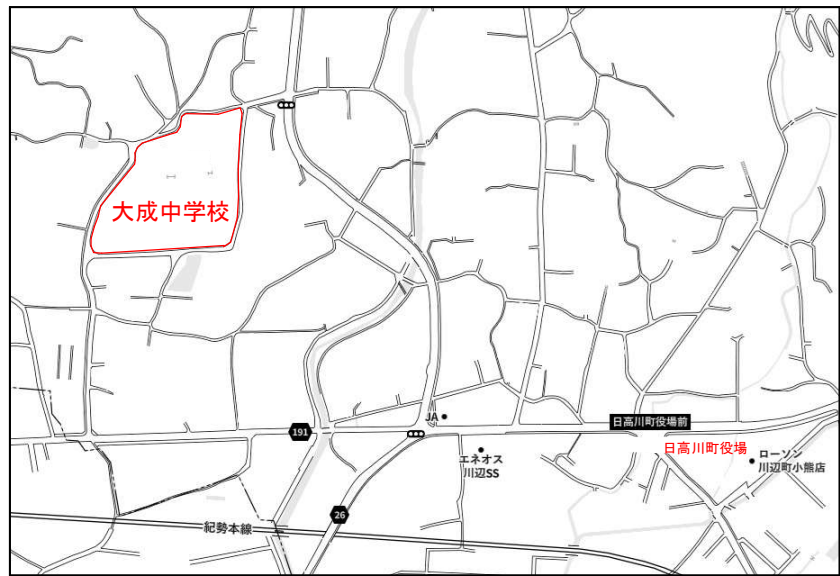 大成中学校
JA
日高川町役場前
191
日高川町役場
エネオス
川辺SS
ローソン
川辺町小熊店
26
紀勢本線